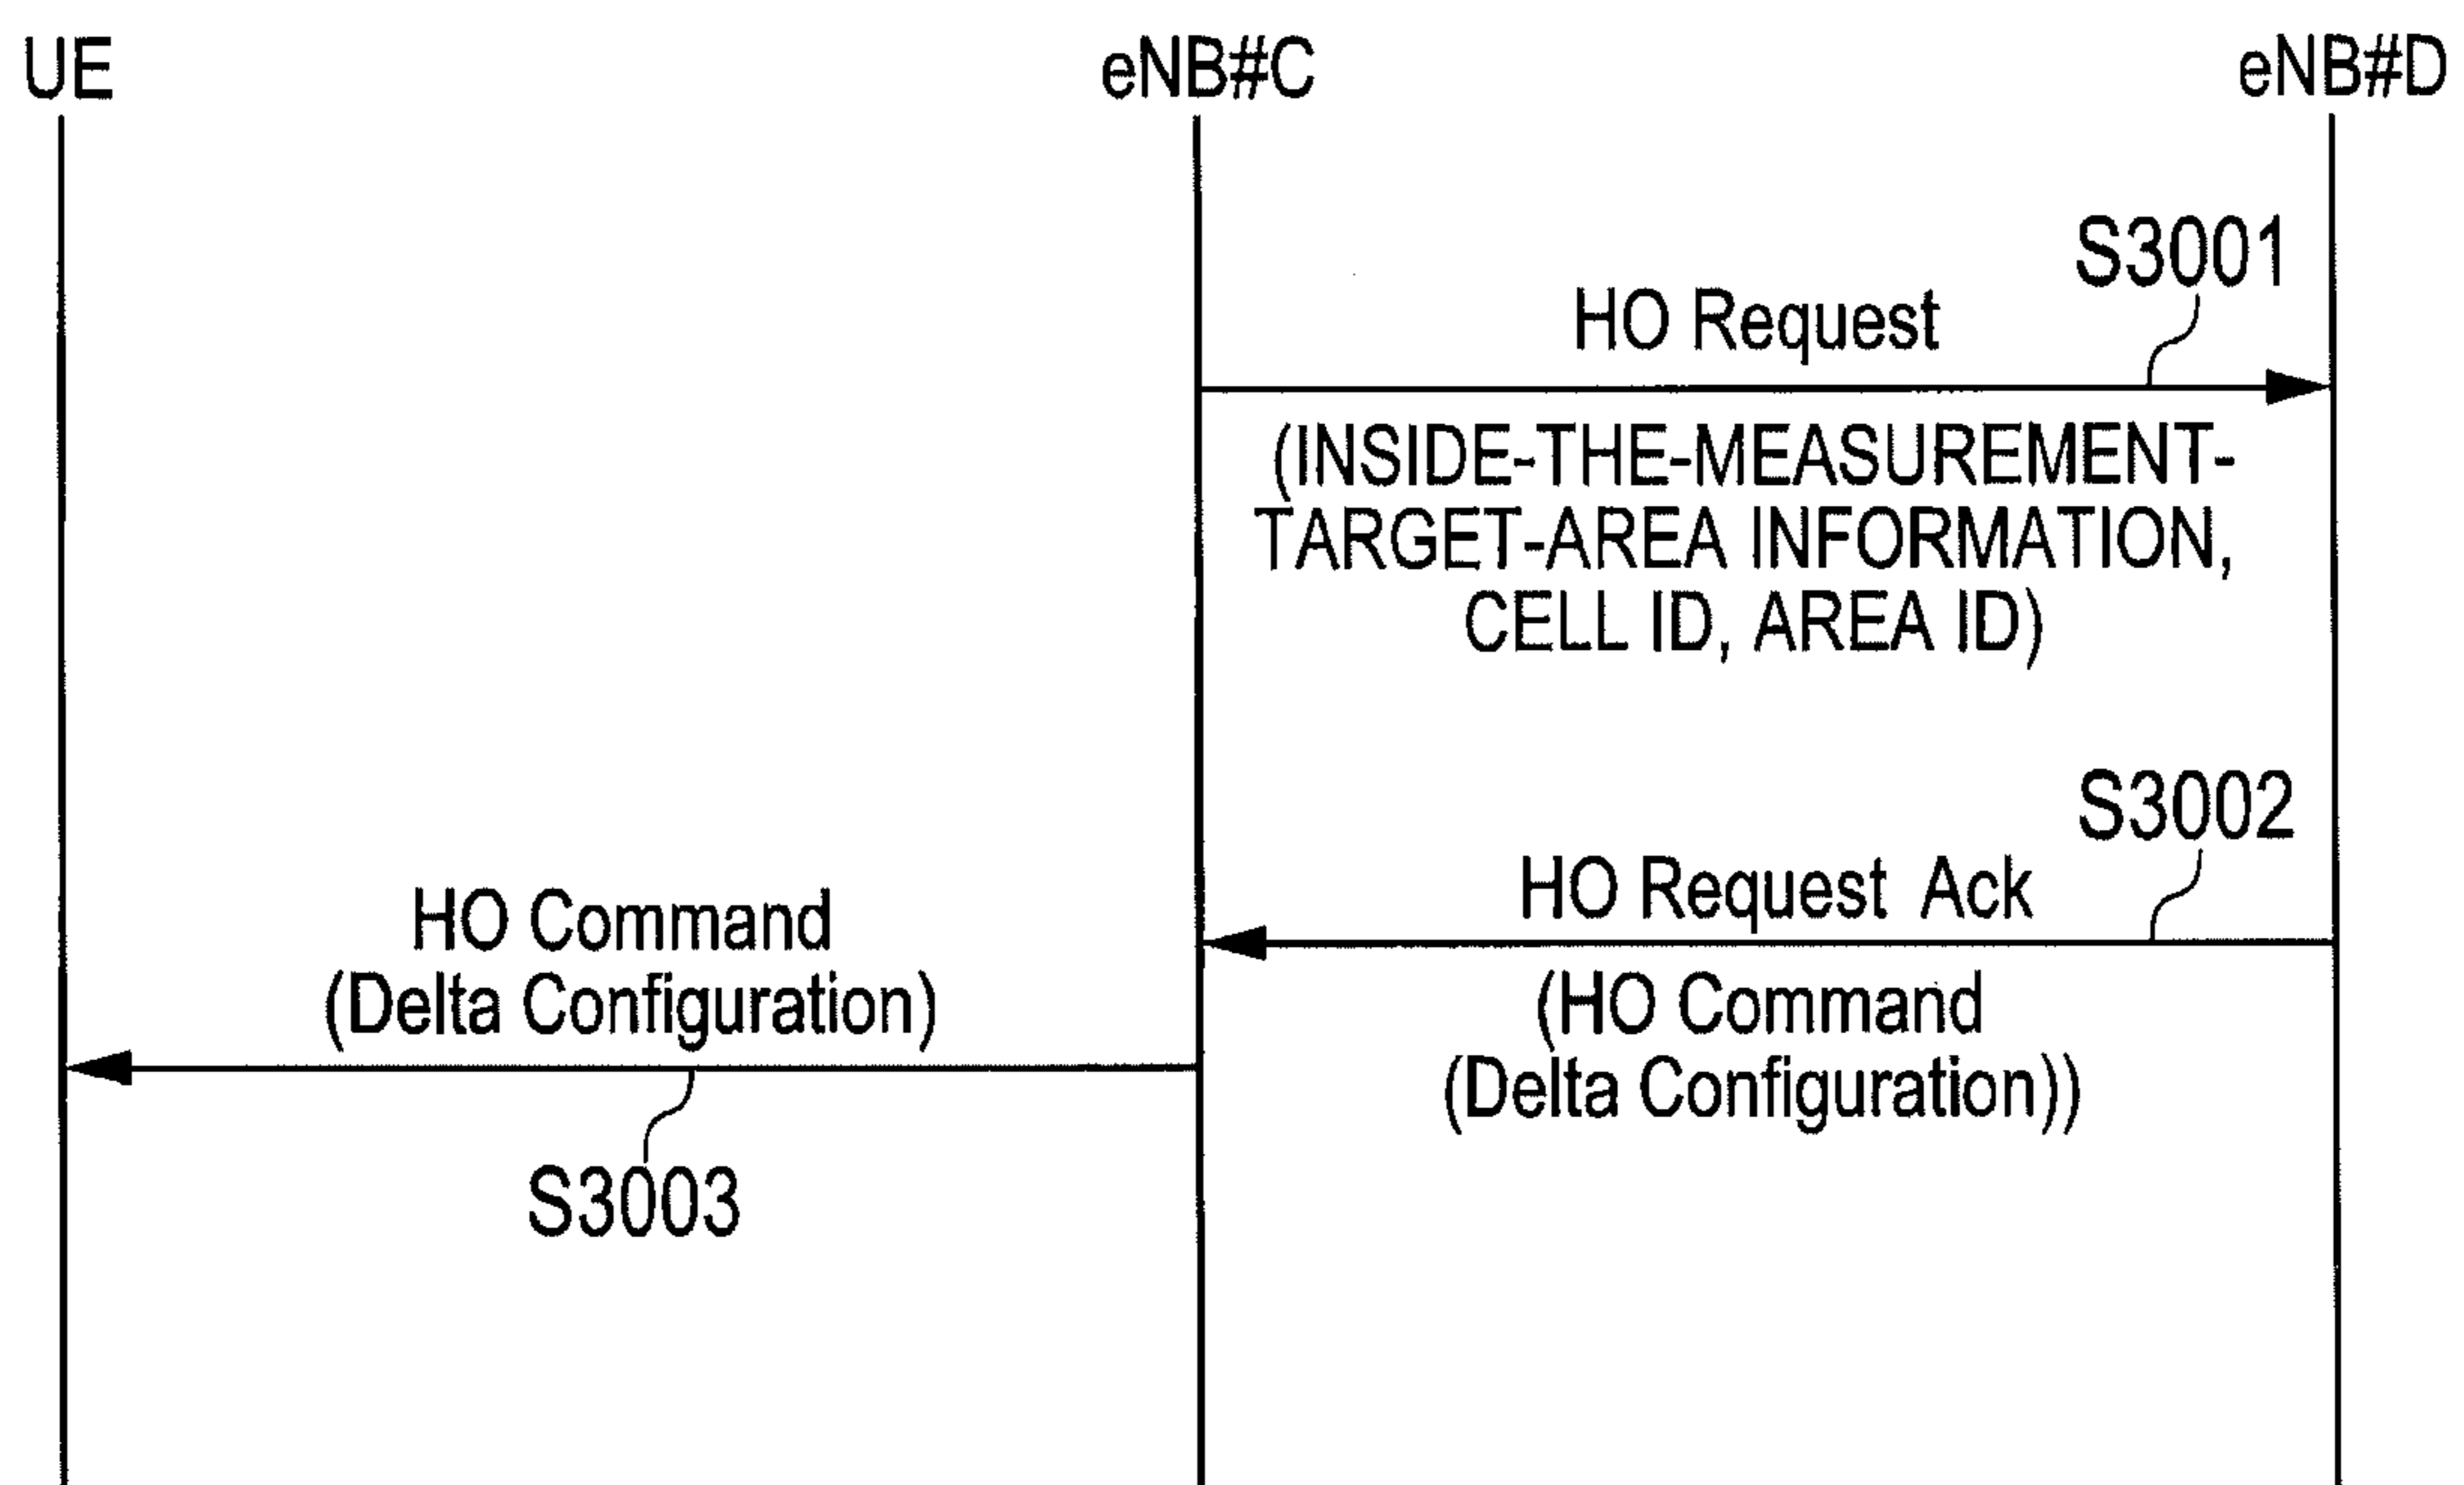 UE
eNB#C
eNB#D
S3001
HO Request
(INSIDE-THE-MEASUREMENT-
TARGET-AREA INFORMATION,
CELL ID, AREA ID)
S3002
HO Request Ack
(HO Command
(Delta Configuration))
HO Command
(Delta Configuration)
S3003